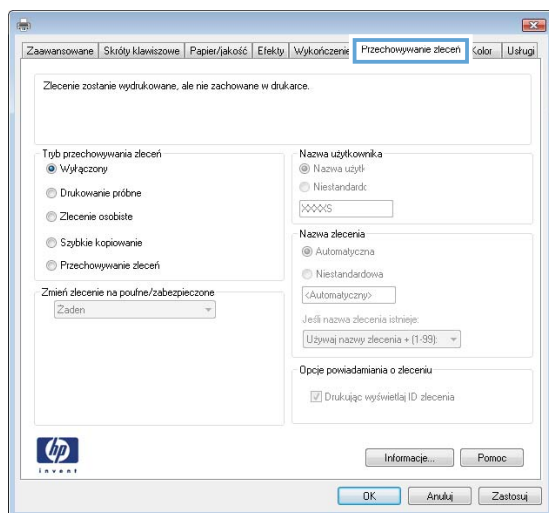 Zaawansowane Skróty klawiszowe Papier/jakość Efekty Wykończenie Przechowywanie zleceń Kolor Usługi
Zlecenie zostanie wydrukowane, ale nie zachowane w drukarce.
Tryb przechowywania zleceń
Wyłączony
Drukowanie próbne
Zlecenie osobiste
Szybkie kopiowanie
Przechowywanie zleceń
Zmień zlecenie na poufne/zabezpieczone
Żaden
Nazwa użytkownika
Nazwa użytk
Niestandardc
XXXXS
Nazwa zlecenia
Automatyczna
Niestandardowa
<Automatyczny>
Jeśli nazwa zlecenia istnieje:
Używaj nazwy zlecenia + (1-99):
Opcje powiadamiania o zleceniu
Drukując wyświetlaj ID zlecenia
hp
invent
Informacje... Pomoc
OK Anuluj Zastosuj